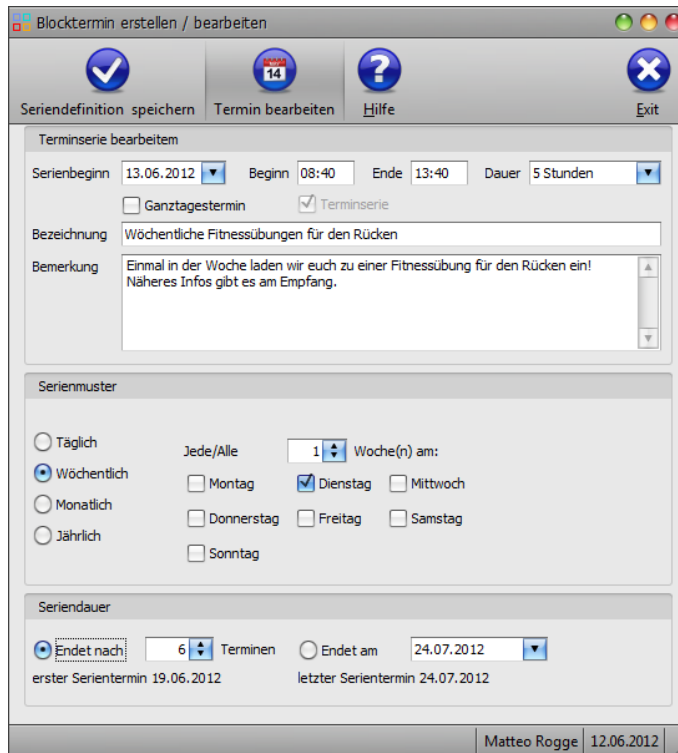 Blocktermin erstellen / bearbeiten
14
Seriendefinition speichern Termin bearbeiten Hilfe Exit
Terminserie bearbeitem
Serienbeginn 13.06.2012 Beginn 08:40 Ende 13:40 Dauer 5 Stunden
Ganztagestermin Terminserie
Bezeichnung Wöchentliche Fitnessübungen für den Rücken
Bemerkung Einmal in der Woche laden wir euch zu einer Fitnessübung für den Rücken ein!
Näheres Infos gibt es am Empfang.
Serienmuster
Täglich
Jede/Alle 1 Woche(n) am:
Wöchentlich
Montag Dienstag Mittwoch
Monatlich
Donnerstag Freitag Samstag
Jährlich
Sonntag
Seriendauer
Endet nach 6 Terminen Endet am 24.07.2012
erster Serientermin 19.06.2012 letzter Serientermin 24.07.2012
Matteo Rogge 12.06.2012